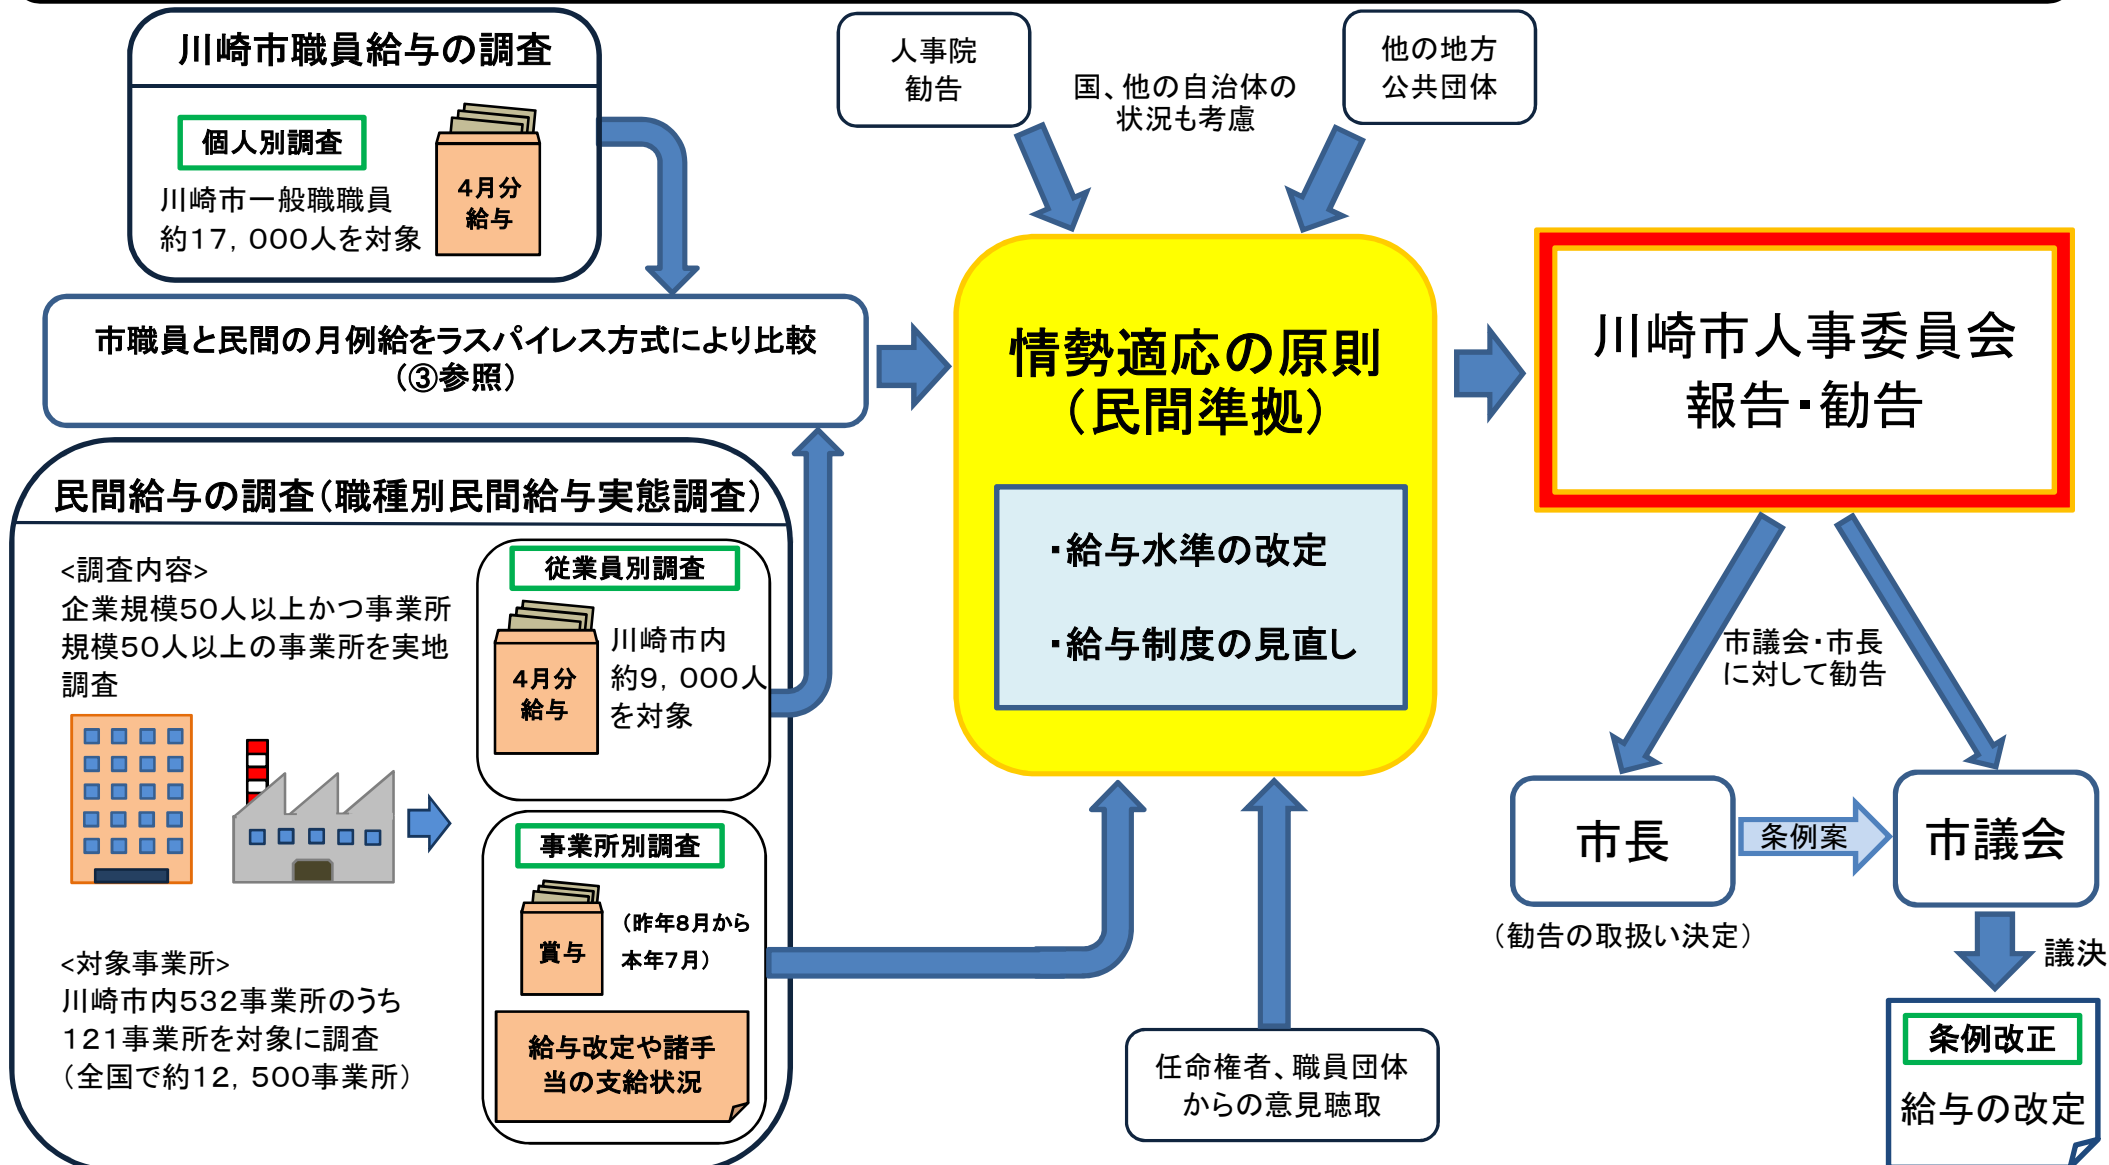 川崎市職員給与の調査
個人別調査
4月分
給与
川崎市一般職職員
約17,000人を対象
市職員と民間の月例給をラスパイレス方式により比較
(③参照)
民間給与の調査(職種別民間給与実態調査)
<調査内容>
企業規模50人以上かつ事業所
規模50人以上の事業所を実地
調査
<対象事業所>
川崎市内532事業所のうち
121事業所を対象に調査
(全国で約12,500事業所)
従業員別調査
4月分
給与
川崎市内
約9,000人
を対象
事業所別調査
賞与
(昨年8月から
本年7月)
給与改定や諸手
当の支給状況
人事院
勧告
国、他の自治体の
状況も考慮
他の地方
公共団体
情勢適応の原則
(民間準拠)
・給与水準の改定
・給与制度の見直し
任命権者、職員団体
からの意見聴取
川崎市人事委員会
報告・勧告
市議会・市長
に対して勧告
市長
条例案
市議会
(勧告の取扱い決定)
議決
条例改正
給与の改定